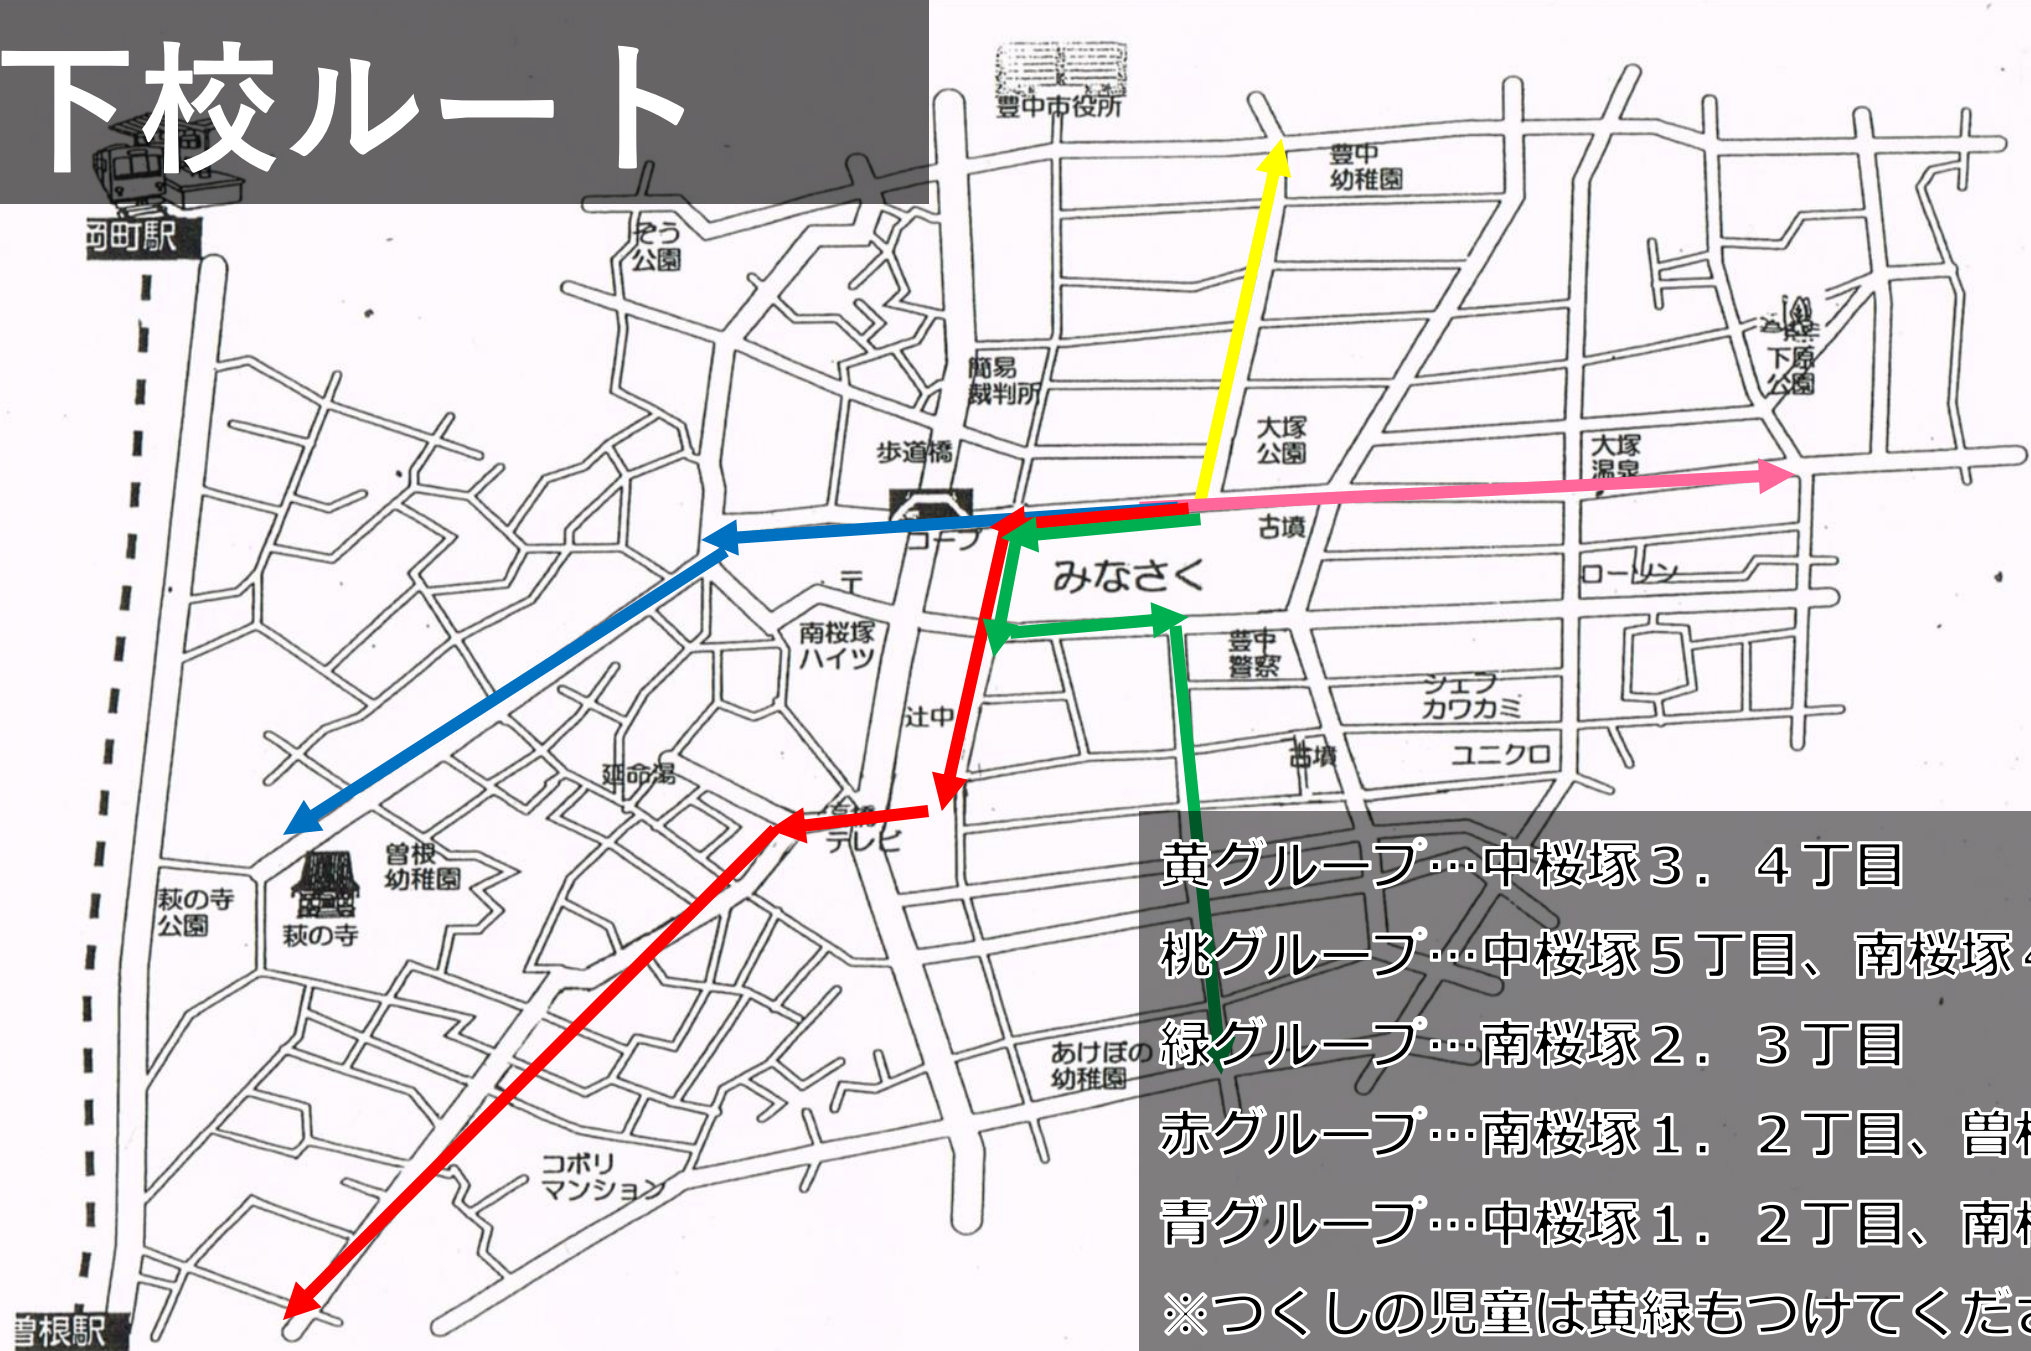 下校ルート
豊中市役所
豊中
幼稚園
岡町駅
ぞう
公園
簡易
裁判所
下原
公園
歩道橋
大塚
公園
大塚
温泉
コープ
古墳
みなさく
〒
ローソン
南桜塚
ハイツ
豊中
警察
シェフ
カワカミ
辻中
古墳
ユニクロ
延命湯
テレビ
曽根
幼稚園
萩の寺
公園
萩の寺
あけぼの
幼稚園
コボリ
マンション
曽根駅
黄グループ…中桜塚３．４丁目
桃グループ…中桜塚５丁目、南桜塚４
緑グループ…南桜塚２．３丁目
赤グループ…南桜塚１．２丁目、曽根
青グループ…中桜塚１．２丁目、南桜
※つくしの児童は黄緑もつけてくださ